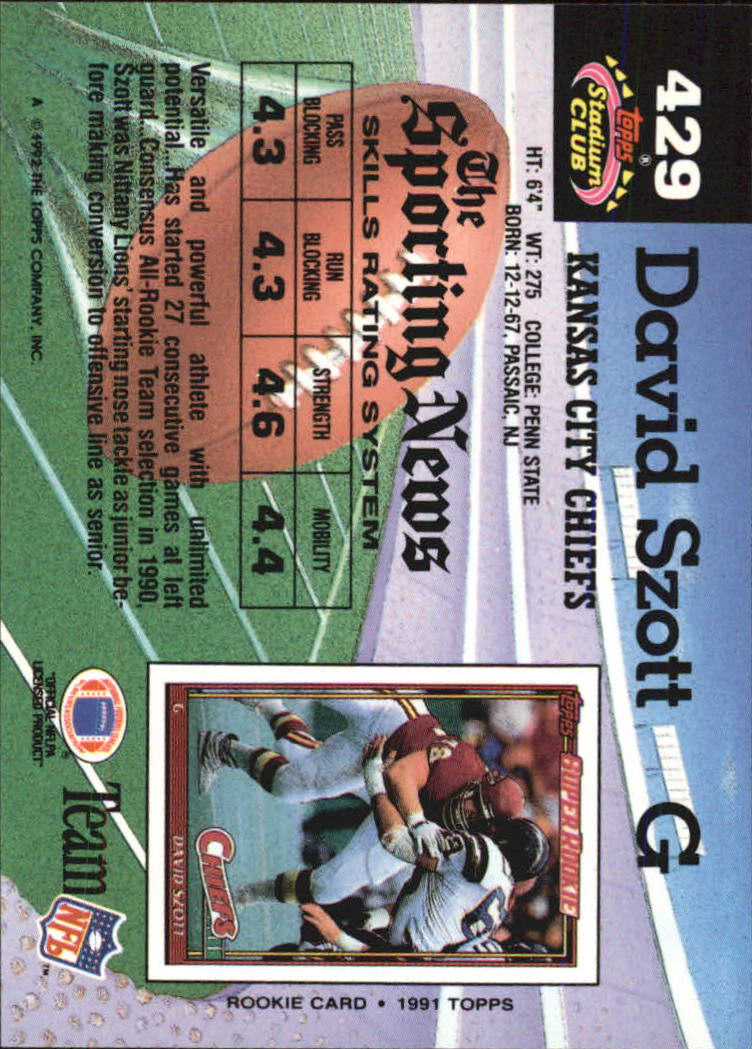 429
topps®
Stadium
CLUB
David Szott G
KANSAS CITY CHIEFS
HT: 6'4" WT: 275 COLLEGE: PENN STATE
BORN: 12-12-67, PASSAIC, NJ
The
Sporting News
SKILLS RATING SYSTEM
PASS BLOCKING RUN BLOCKING STRENGTH MOBILITY
4.3 4.3 4.6 4.4
Versatile and powerful athlete with unlimited
potential. Has started 27 consecutive games at left
guard. Consensus All-Rookie Team selection in 1990.
Szott was Nittany Lions' starting nose tackle as junior be-
fore making conversion to offensive line as senior.
A © 1992 THE TOPPS COMPANY, INC.
topps SUPER ROOKIE
CHIEFS
G DAVID SZOTT
ROOKIE CARD • 1991 TOPPS
®
"OFFICIAL NFLPA
LICENSED PRODUCT"
Team
NFL
™